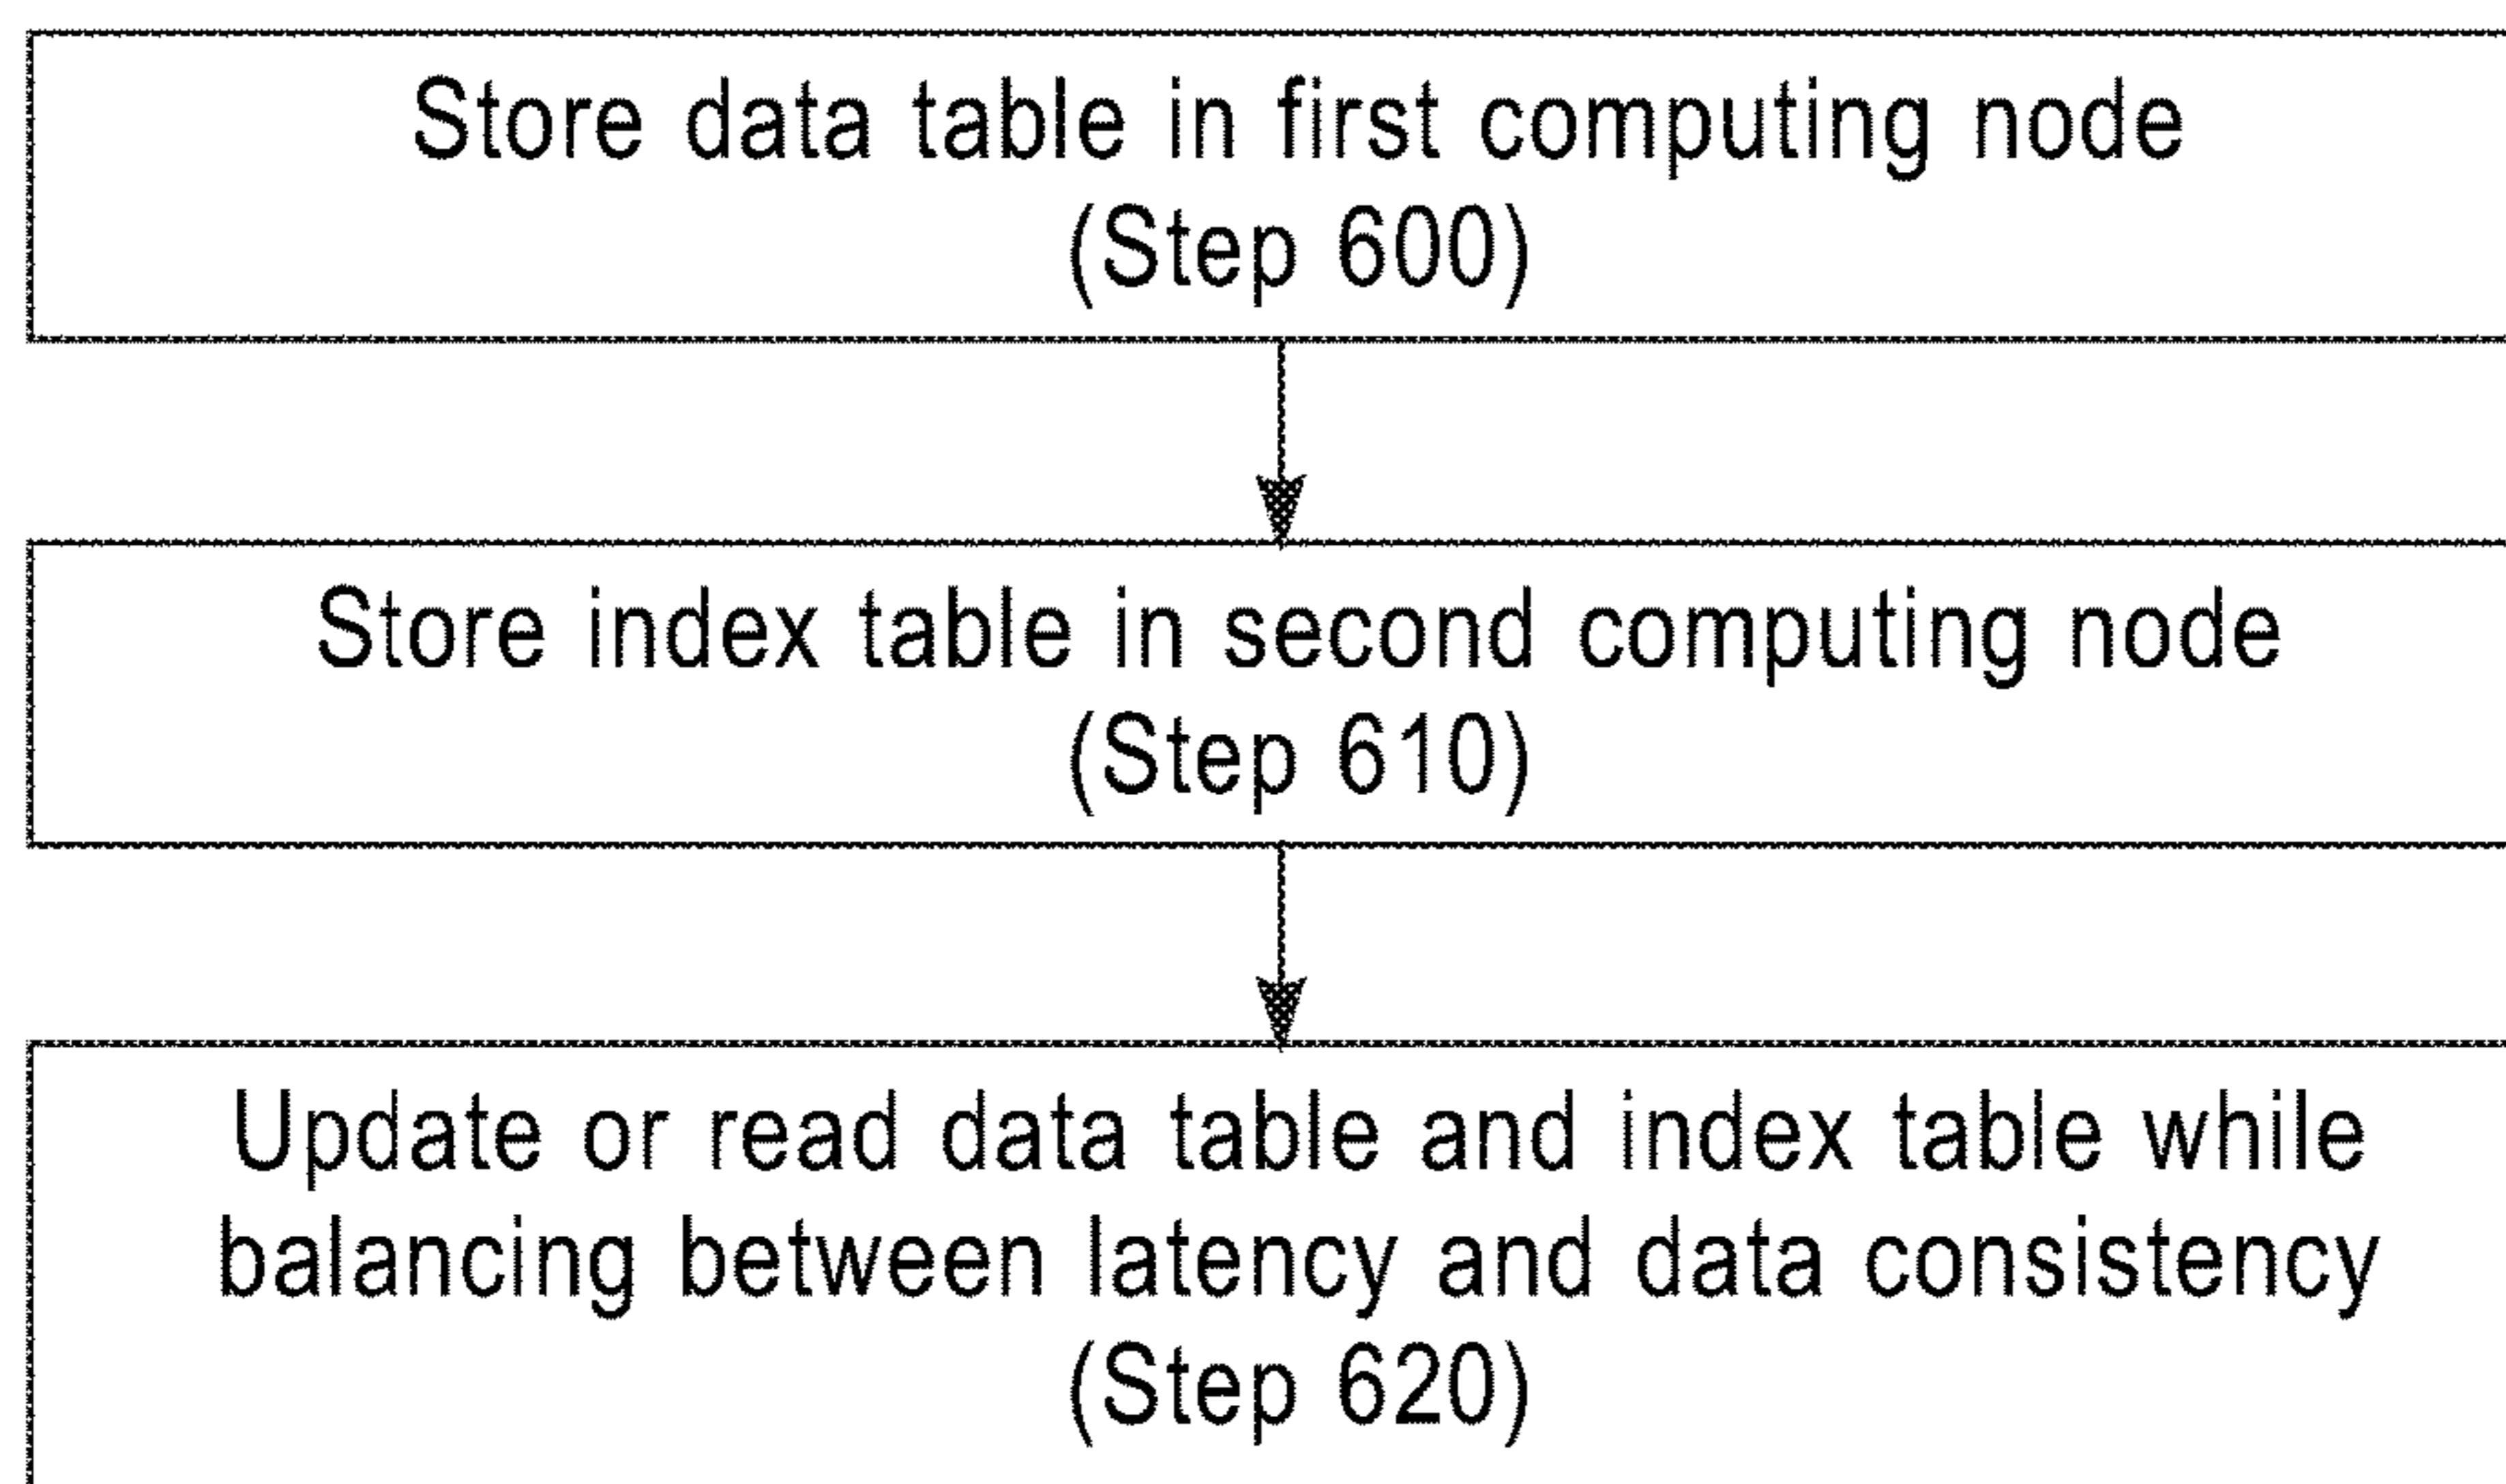 Store data table in first computing node
(Step 600)
Store index table in second computing node
(Step 610)
Update or read data table and index table while
balancing between latency and data consistency
(Step 620)